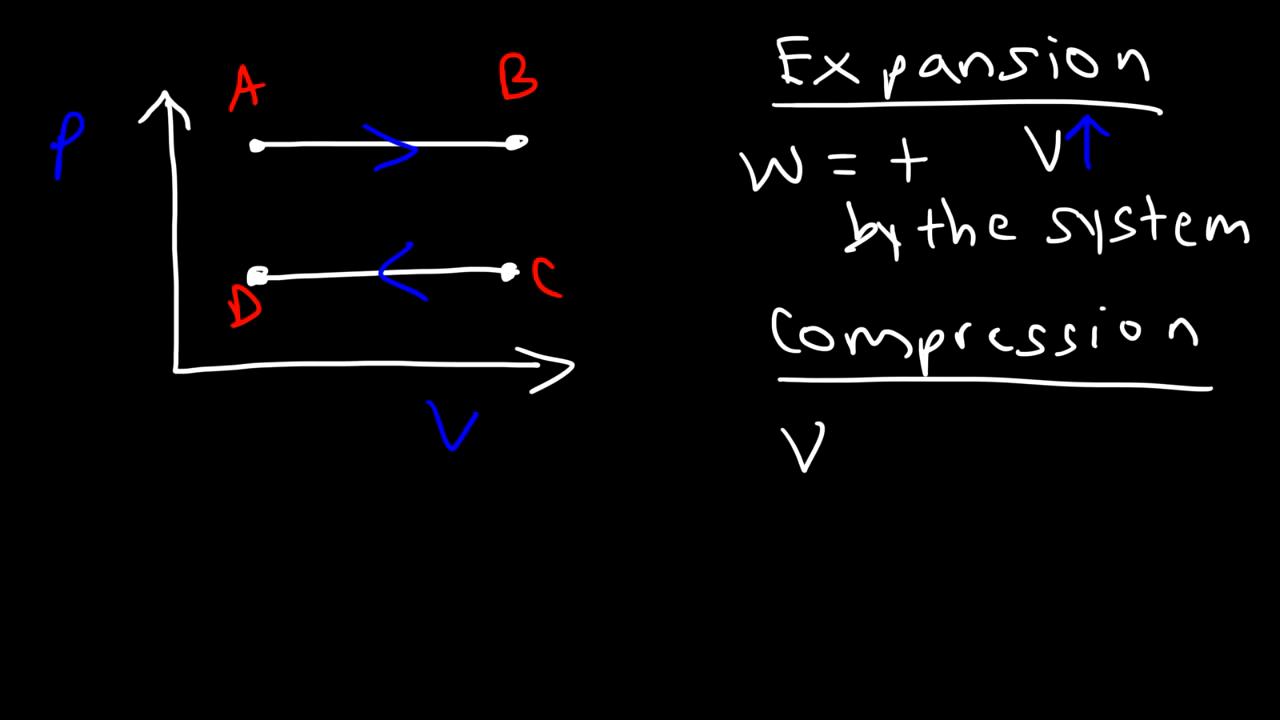 A
B
P
D
C
V
Expansion
W = + V↑
by the system
Compression
V